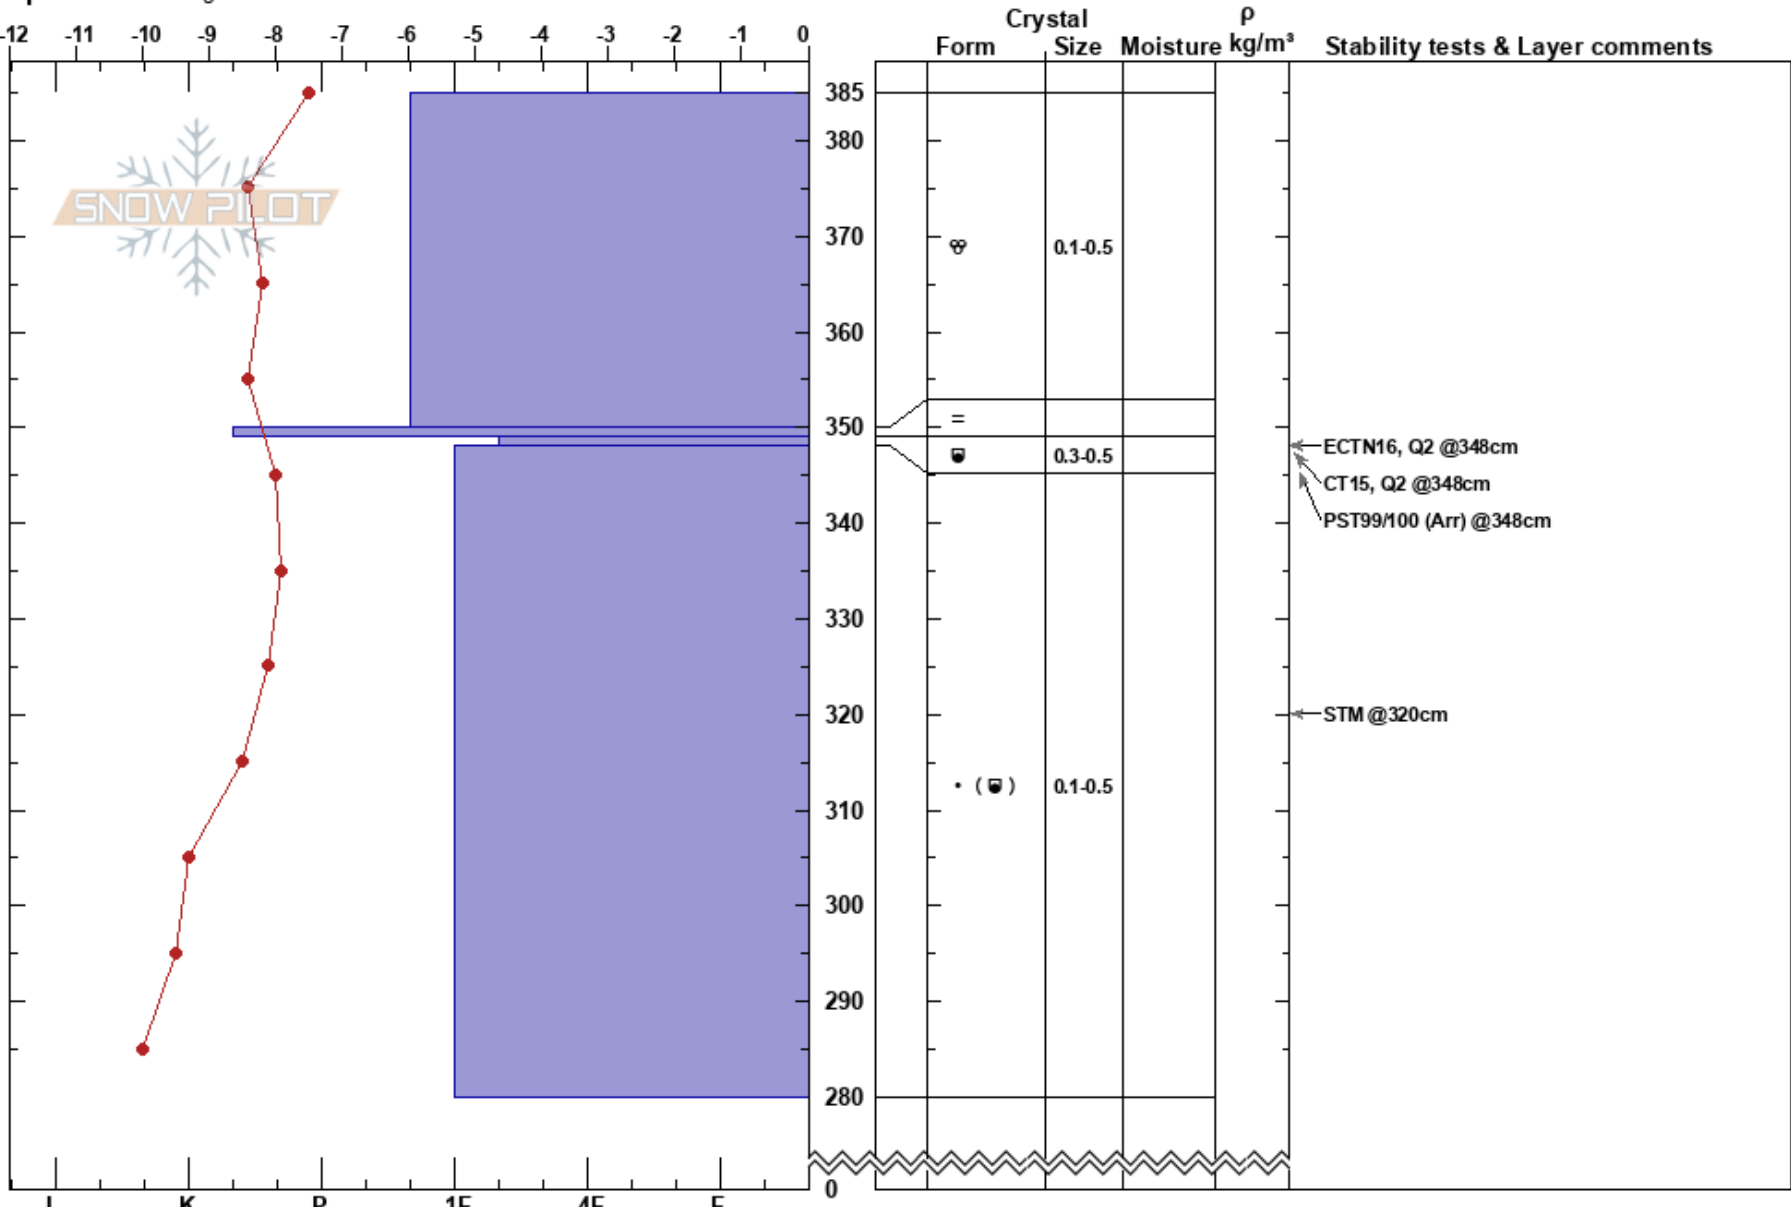 -12 -11 -10 -9 -8 -7 -6 -5 -4 -3 -2 -1 0
Crystal ρ
Form Size Moisture kg/m³ Stability tests & Layer comments
385
380
SNOW PILOT
370
0.1-0.5
360
350
=
ECTN16, Q2 @348cm
0.3-0.5
CT15, Q2 @348cm
340
PST99/100 (Arr) @348cm
330
320
STM @320cm
( )
0.1-0.5
310
300
290
280
0
I K P 1F 4F F